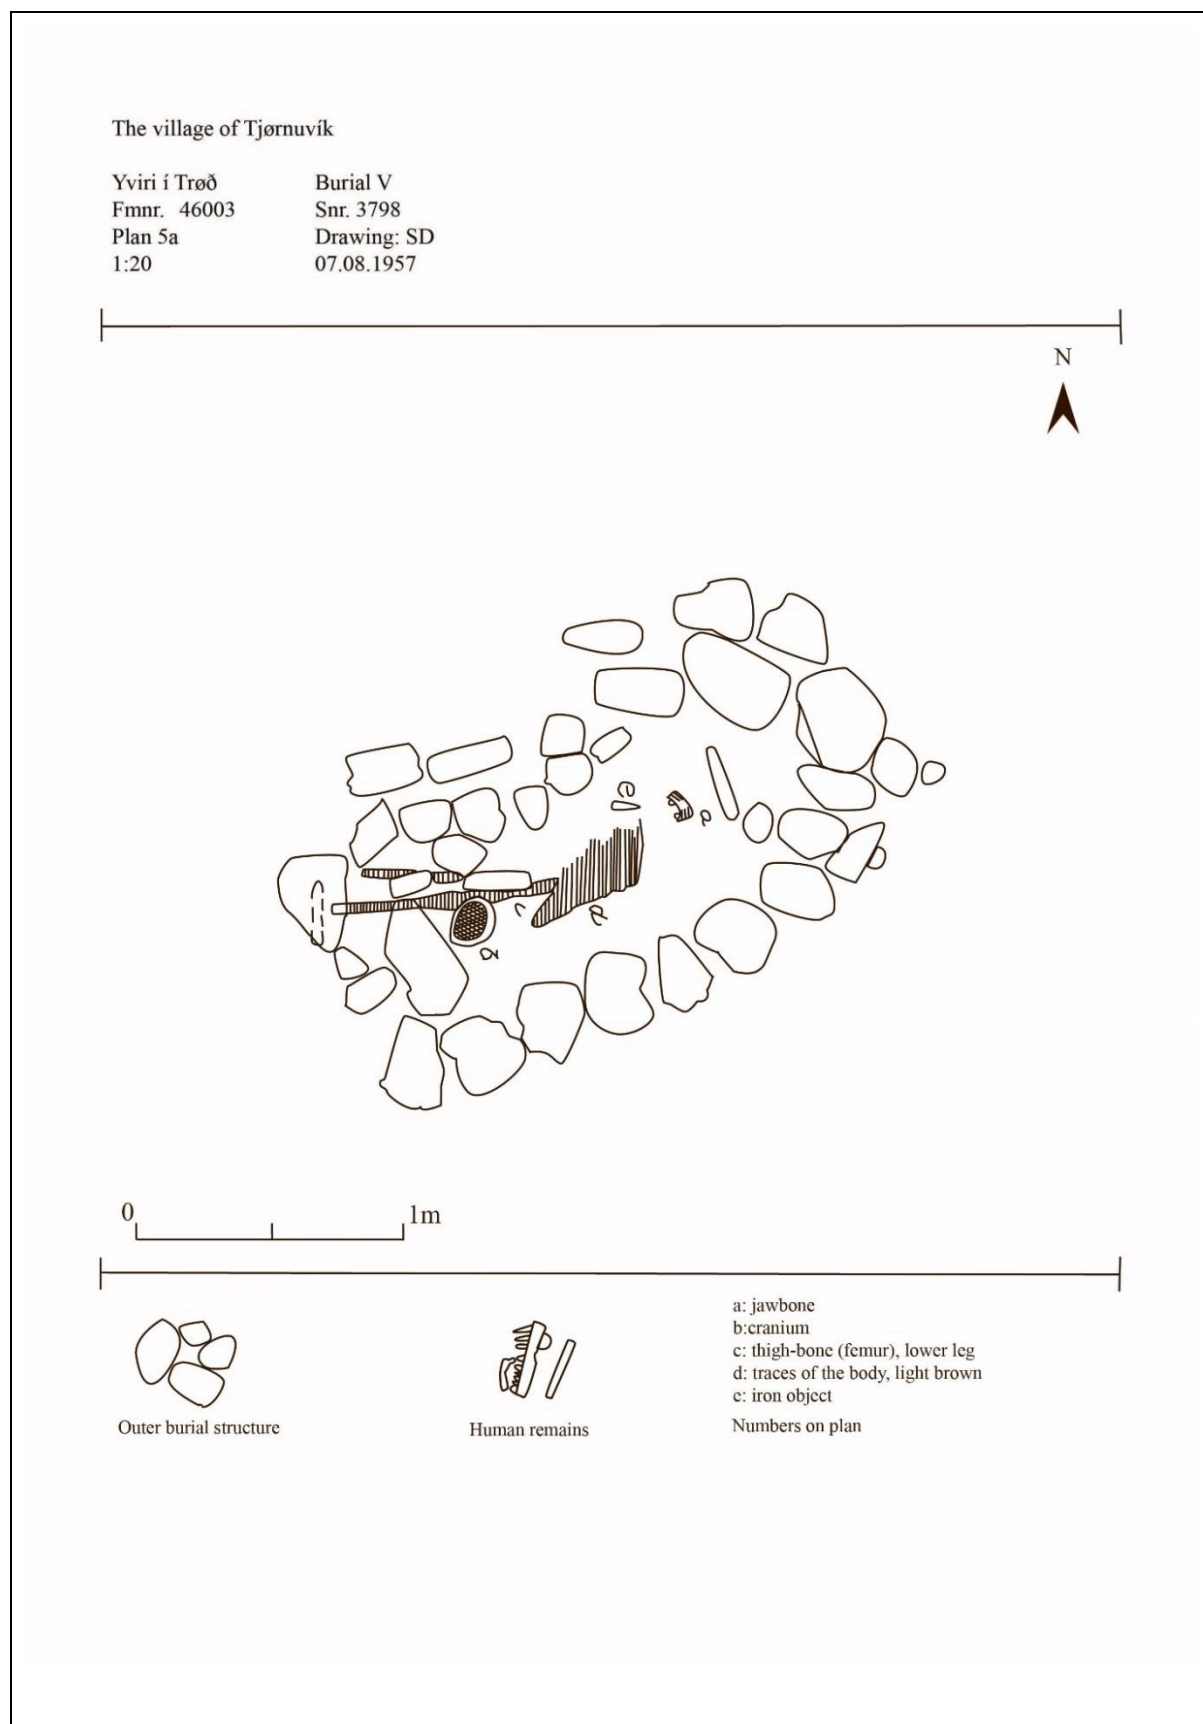 The village of Tjørnuvík
Yviri í Trøð
Fmnr. 46003
Plan 5a
1:20
Burial V
Snr. 3798
Drawing: SD
07.08.1957
N
e
a
c
d
0
1m
a: jawbone
b:cranium
c: thigh-bone (femur), lower leg
d: traces of the body, light brown
e: iron object
Numbers on plan
Outer burial structure
Human remains